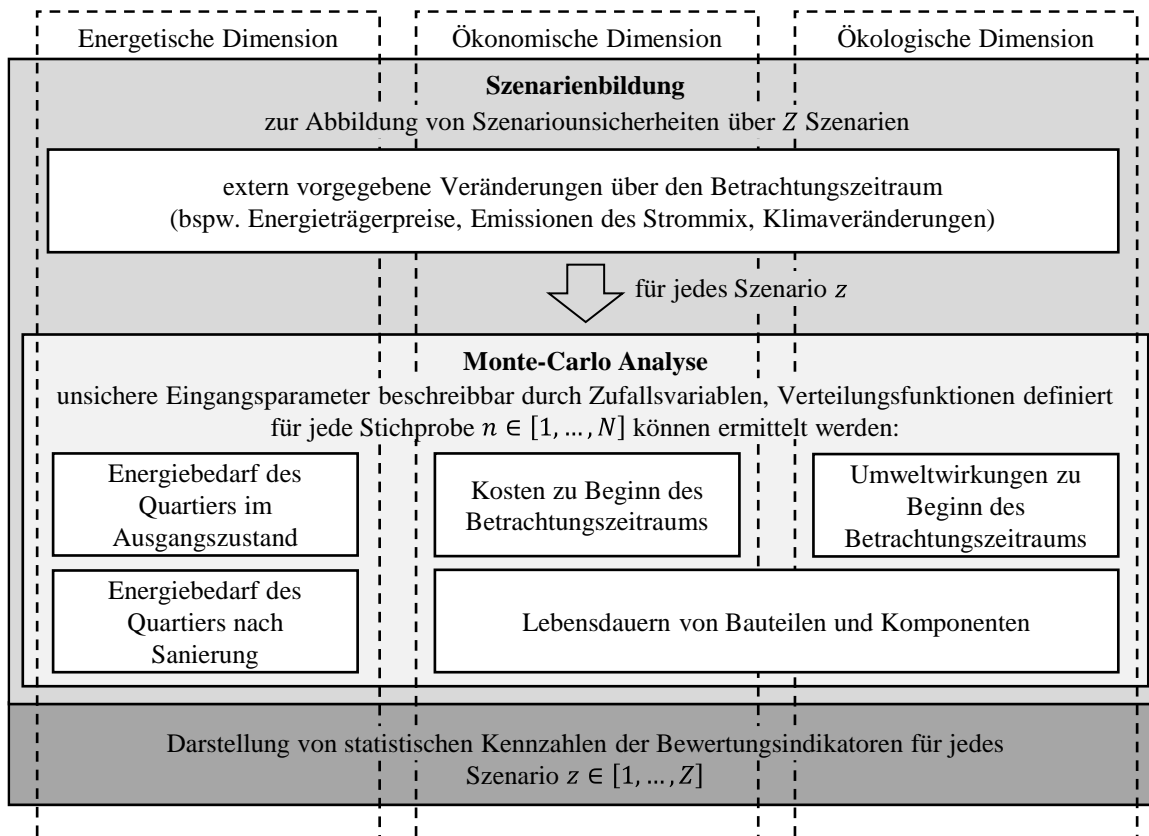 Energetische Dimension
Ökonomische Dimension
Ökologische Dimension
Szenarienbildung
zur Abbildung von Szenariounsicherheiten über Z Szenarien
extern vorgegebene Veränderungen über den Betrachtungszeitraum
(bspw. Energieträgerpreise, Emissionen des Strommix, Klimaveränderungen)
für jedes Szenario z
Monte-Carlo Analyse
unsichere Eingangsparameter beschreibbar durch Zufallsvariablen, Verteilungsfunktionen definiert
für jede Stichprobe n ∈ [1, … , N] können ermittelt werden:
Energiebedarf des
Quartiers im
Ausgangszustand
Kosten zu Beginn des
Betrachtungszeitraums
Umweltwirkungen zu
Beginn des
Betrachtungszeitraums
Energiebedarf des
Quartiers nach
Sanierung
Lebensdauern von Bauteilen und Komponenten
Darstellung von statistischen Kennzahlen der Bewertungsindikatoren für jedes
Szenario z ∈ [1, … , Z]